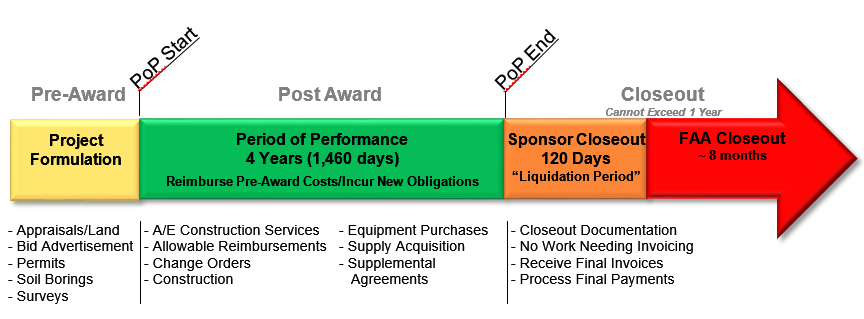 PoP Start
PoP End
Pre-Award
Post Award
Closeout
Cannot Exceed 1 Year
Project
Formulation
Period of Performance
4 Years (1,460 days)
Reimburse Pre-Award Costs/Incur New Obligations
Sponsor Closeout
120 Days
“Liquidation Period”
FAA Closeout
~ 8 months
- Appraisals/Land
- Bid Advertisement
- Permits
- Soil Borings
- Surveys
- A/E Construction Services
- Allowable Reimbursements
- Change Orders
- Construction
- Equipment Purchases
- Supply Acquisition
- Supplemental
Agreements
- Closeout Documentation
- No Work Needing Invoicing
- Receive Final Invoices
- Process Final Payments